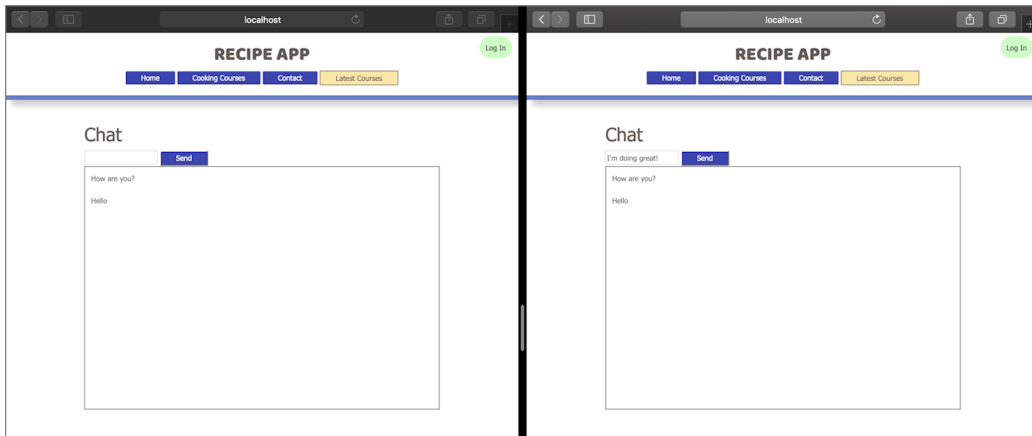 localhost
RECIPE APP
Log In
Home Cooking Courses Contact Latest Courses
Chat
Send
How are you?
Hello
localhost
RECIPE APP
Log In
Home Cooking Courses Contact Latest Courses
Chat
I'm doing great! Send
How are you?
Hello